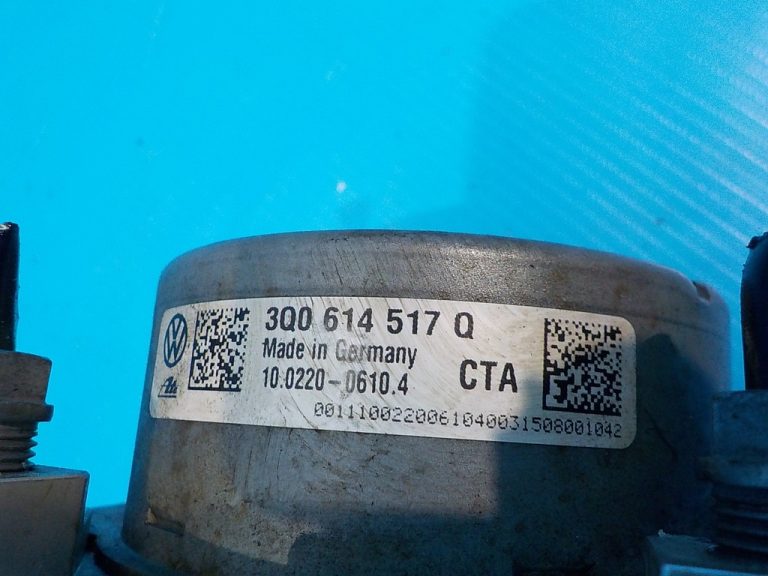 3Q0 614 517 Q
Made in Germany
10.0220-0610.4
CTA
0011100220061040031508001042